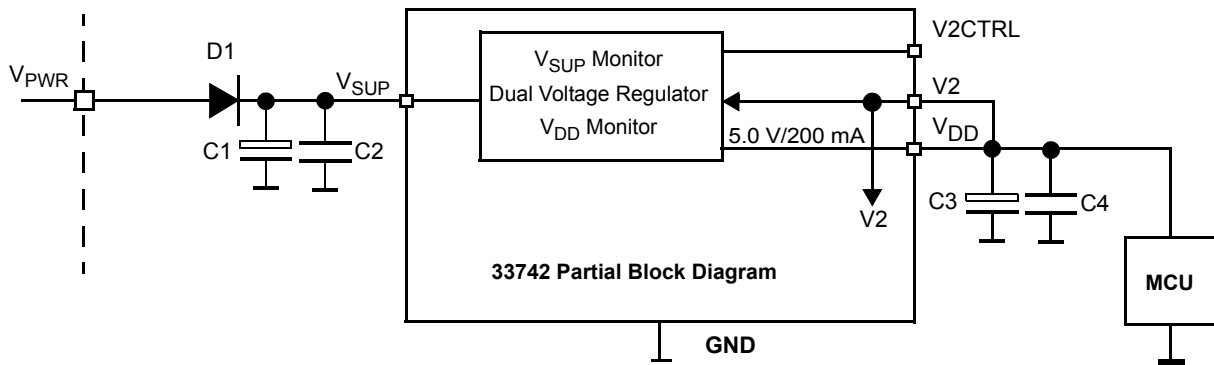 V2CTRL
D1
VPWR
VSUP
VSUP Monitor
Dual Voltage Regulator
VDD Monitor
V2
VDD
5.0 V/200 mA
C1
C2
V2
C3
C4
33742 Partial Block Diagram
MCU
GND